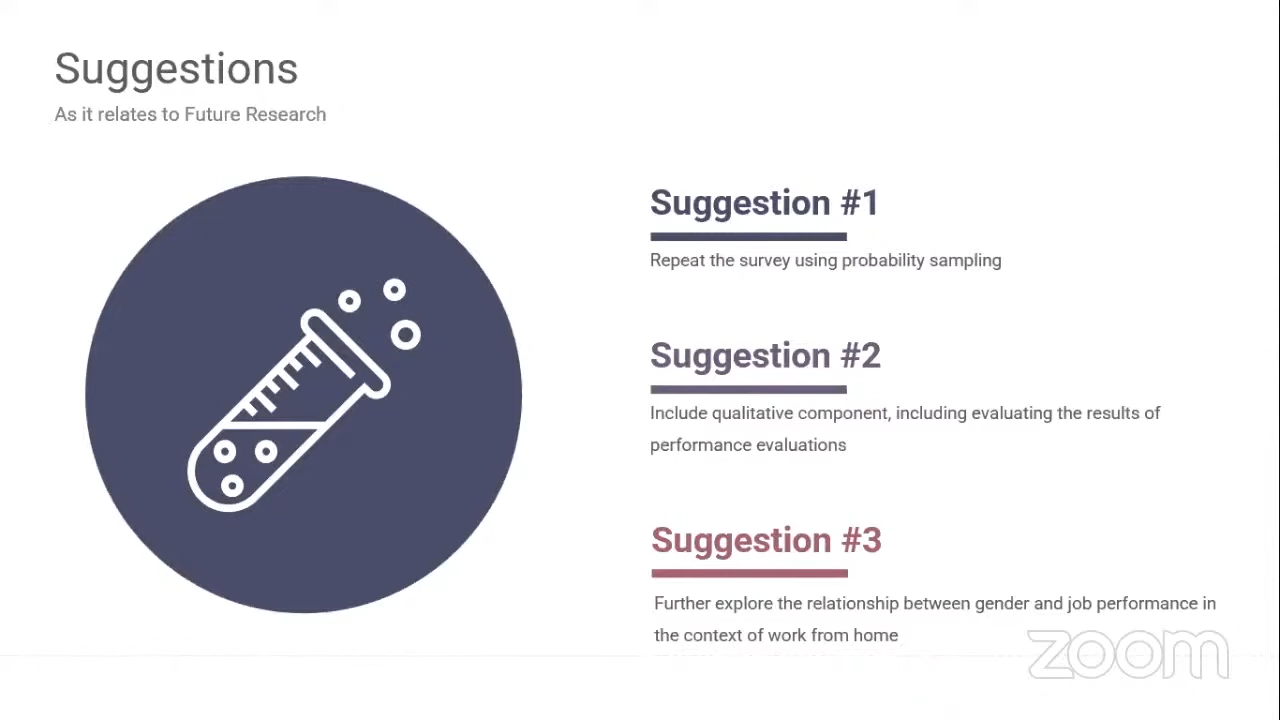 Suggestions
As it relates to Future Research
Suggestion #1
Repeat the survey using probability sampling
Suggestion #2
Include qualitative component, including evaluating the results of
performance evaluations
Suggestion #3
Further explore the relationship between gender and job performance in
the context of work from home
zoom